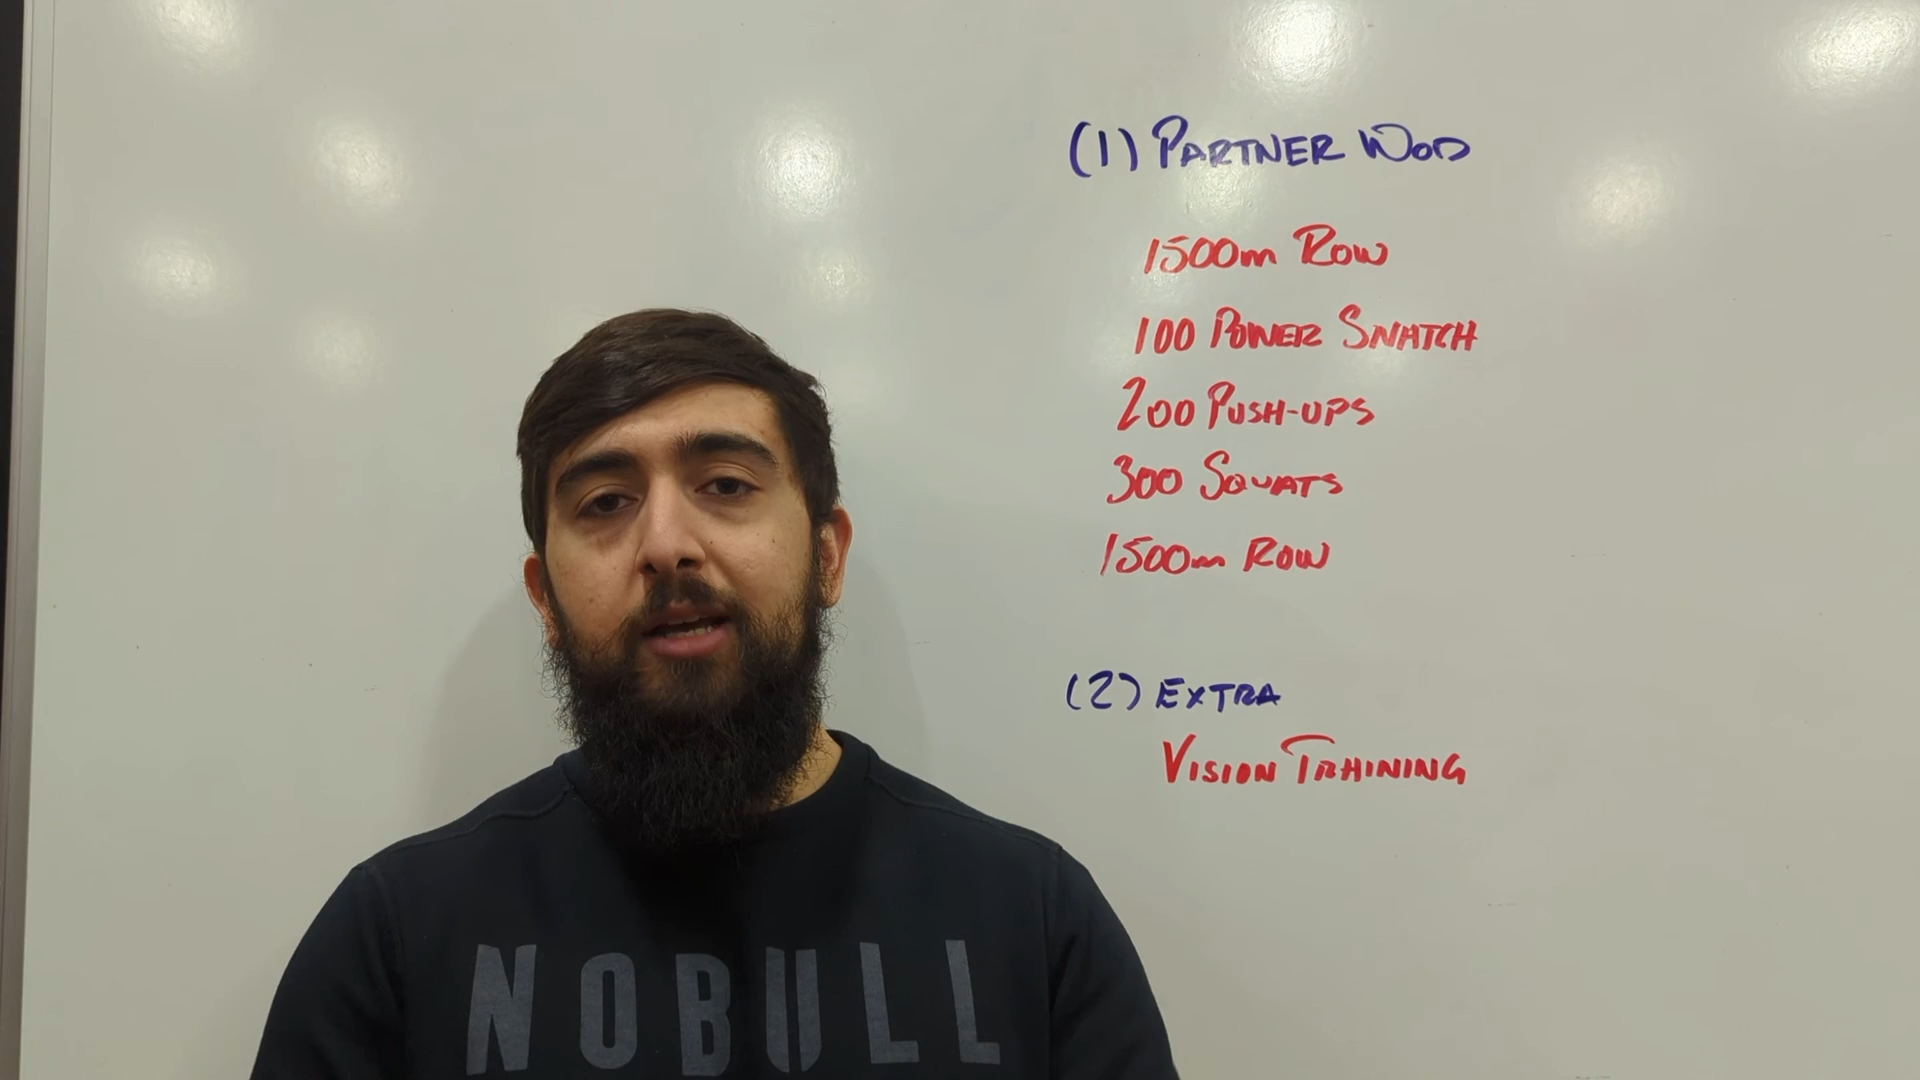 (1) PARTNER WOD
1500m ROW
100 POWER SNATCH
200 PUSH-UPS
300 SQUATS
1500m ROW
(2) EXTRA
VISION TRAINING
NOBULL